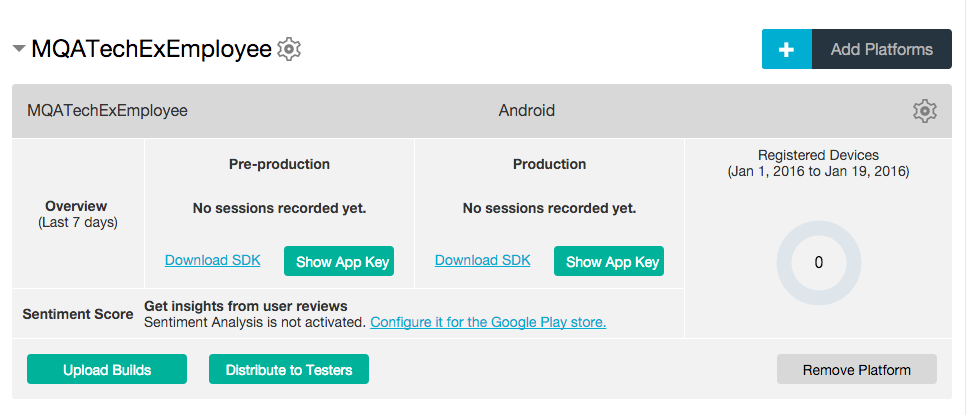 MQATechExEmployee
+ Add Platforms
MQATechExEmployee
Android
Overview
(Last 7 days)
Pre-production
No sessions recorded yet.
Download SDK
Show App Key
Production
No sessions recorded yet.
Download SDK
Show App Key
Registered Devices
(Jan 1, 2016 to Jan 19, 2016)
0
Sentiment Score
Get insights from user reviews
Sentiment Analysis is not activated. Configure it for the Google Play store.
Upload Builds
Distribute to Testers
Remove Platform